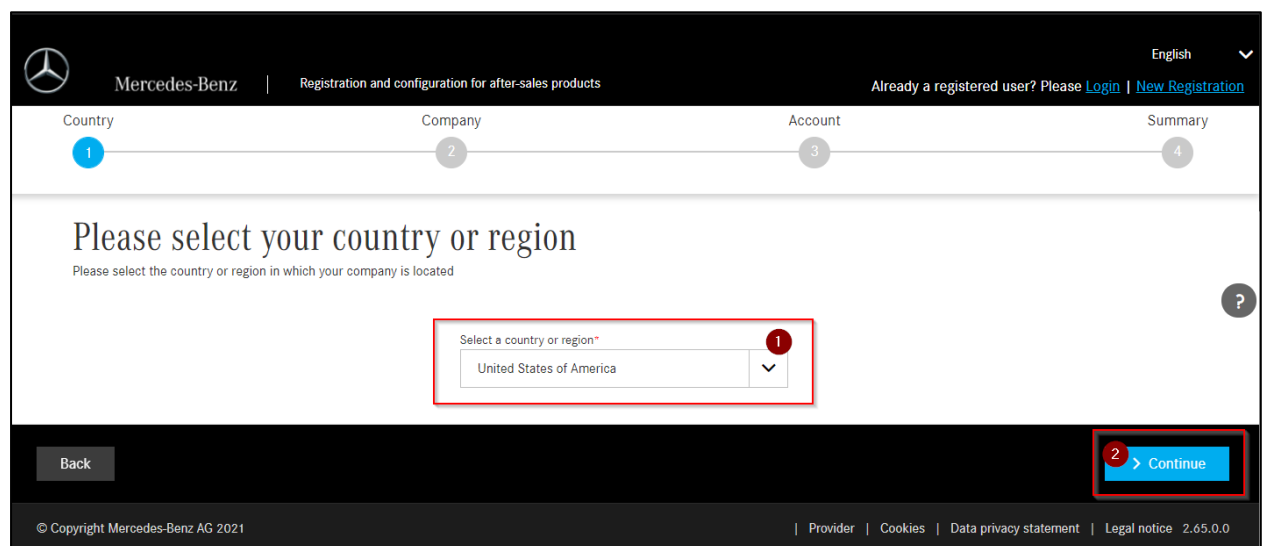 English
Mercedes-Benz | Registration and configuration for after-sales products
Already a registered user? Please Login | New Registration
Country Company Account Summary
1 2 3 4
Please select your country or region
Please select the country or region in which your company is located
?
Select a country or region*
1
United States of America
Back
2
> Continue
© Copyright Mercedes-Benz AG 2021
| Provider | Cookies | Data privacy statement | Legal notice 2.65.0.0